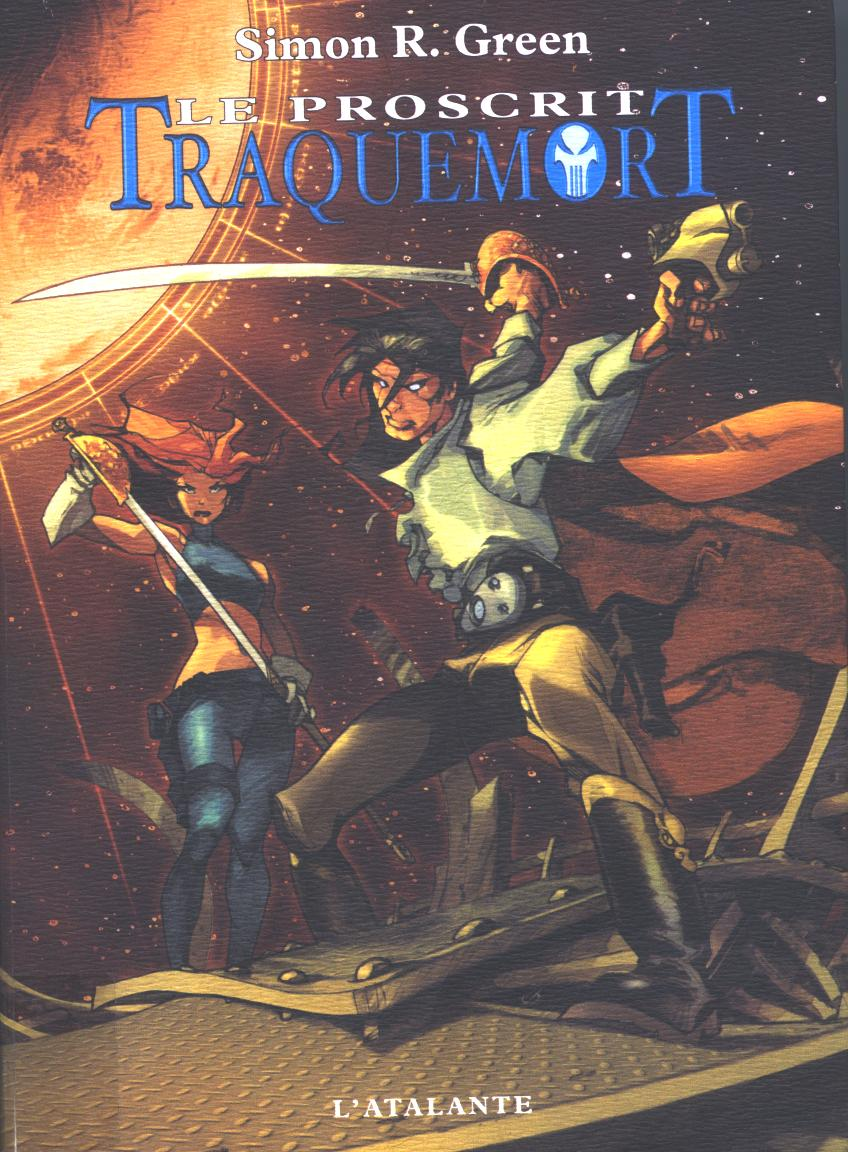 Simon R. Green
LE PROSCRIT
TRAQUEMORT
L'ATALANTE